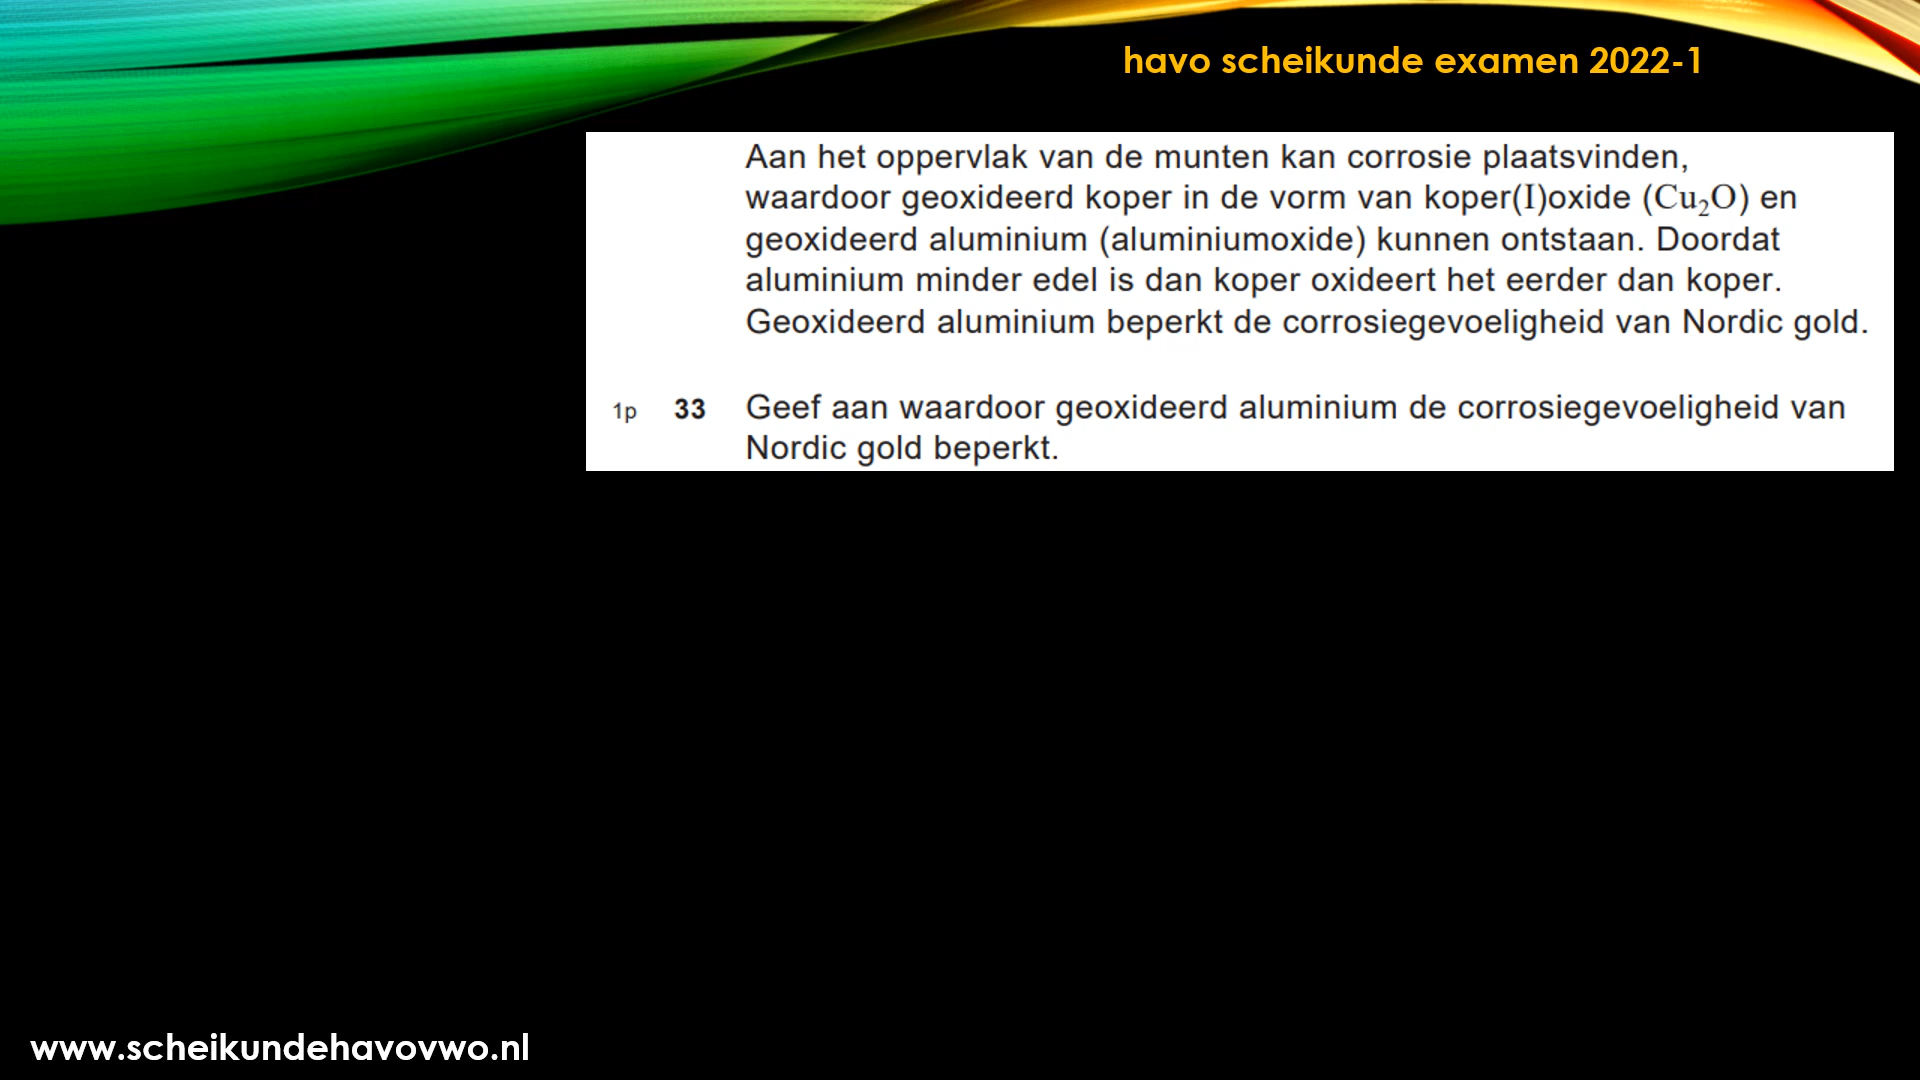 havo scheikunde examen 2022-1
Aan het oppervlak van de munten kan corrosie plaatsvinden,
waardoor geoxideerd koper in de vorm van koper(I)oxide (Cu₂O) en
geoxideerd aluminium (aluminiumoxide) kunnen ontstaan. Doordat
aluminium minder edel is dan koper oxideert het eerder dan koper.
Geoxideerd aluminium beperkt de corrosiegevoeligheid van Nordic gold.
1p 33 Geef aan waardoor geoxideerd aluminium de corrosiegevoeligheid van
Nordic gold beperkt.
www.scheikundehavovwo.nl